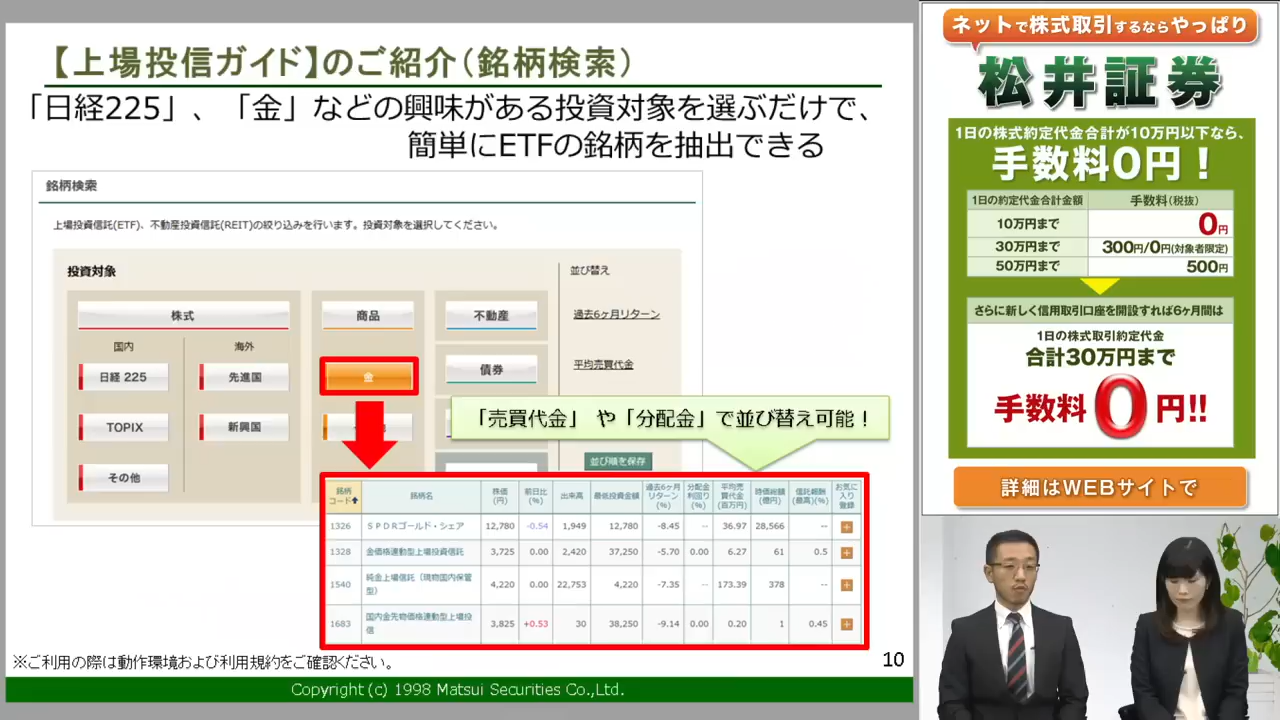 【上場投信ガイド】のご紹介（銘柄検索）
「日経225」、「金」などの興味がある投資対象を選ぶだけで、
簡単にETFの銘柄を抽出できる
銘柄検索
上場投資信託(ETF)、不動産投資信託(REIT)の絞り込みを行います。投資対象を選択してください。
投資対象
並び替え
株式
商品
不動産
過去6ヶ月リターン
国内
海外
日経 225
先進国
金
債券
平均売買代金
TOPIX
新興国
その他
「売買代金」 や「分配金」で並び替え可能！
並び順を保存
銘柄コード 銘柄名 株価(円) 前日比(%) 出来高 最低投資金額 過去6ヶ月リターン(%) 分配金利回り(%) 平均売買代金(百万円) 時価総額(億円) 信託報酬(最高)(%) お気に入り登録
1326 ＳＰＤＲゴールド・シェア 12,780 -0.54 1,949 12,780 -8.45 -- 36.97 28,566 --
1328 金価格連動型上場投資信託 3,725 0.00 2,420 37,250 -5.70 0.00 6.27 61 0.5
1540 純金上場信託（現物国内保管型） 4,220 0.00 22,753 4,220 -7.35 -- 173.39 378 --
1683 国内金先物価格連動型上場投信 3,825 +0.53 30 38,250 -9.14 0.00 0.20 1 0.45
※ご利用の際は動作環境および利用規約をご確認ください。
10
Copyright (c) 1998 Matsui Securities Co.,Ltd.
ネットで株式取引するならやっぱり
松井証券
1日の株式約定代金合計が10万円以下なら、
手数料0円！
1日の約定代金合計金額 手数料(税抜)
10万円まで 0円
30万円まで 300円/0円(対象者限定)
50万円まで 500円
さらに新しく信用取引口座を開設すれば6ヶ月間は
1日の株式取引約定代金
合計30万円まで
手数料0円!!
詳細はWEBサイトで